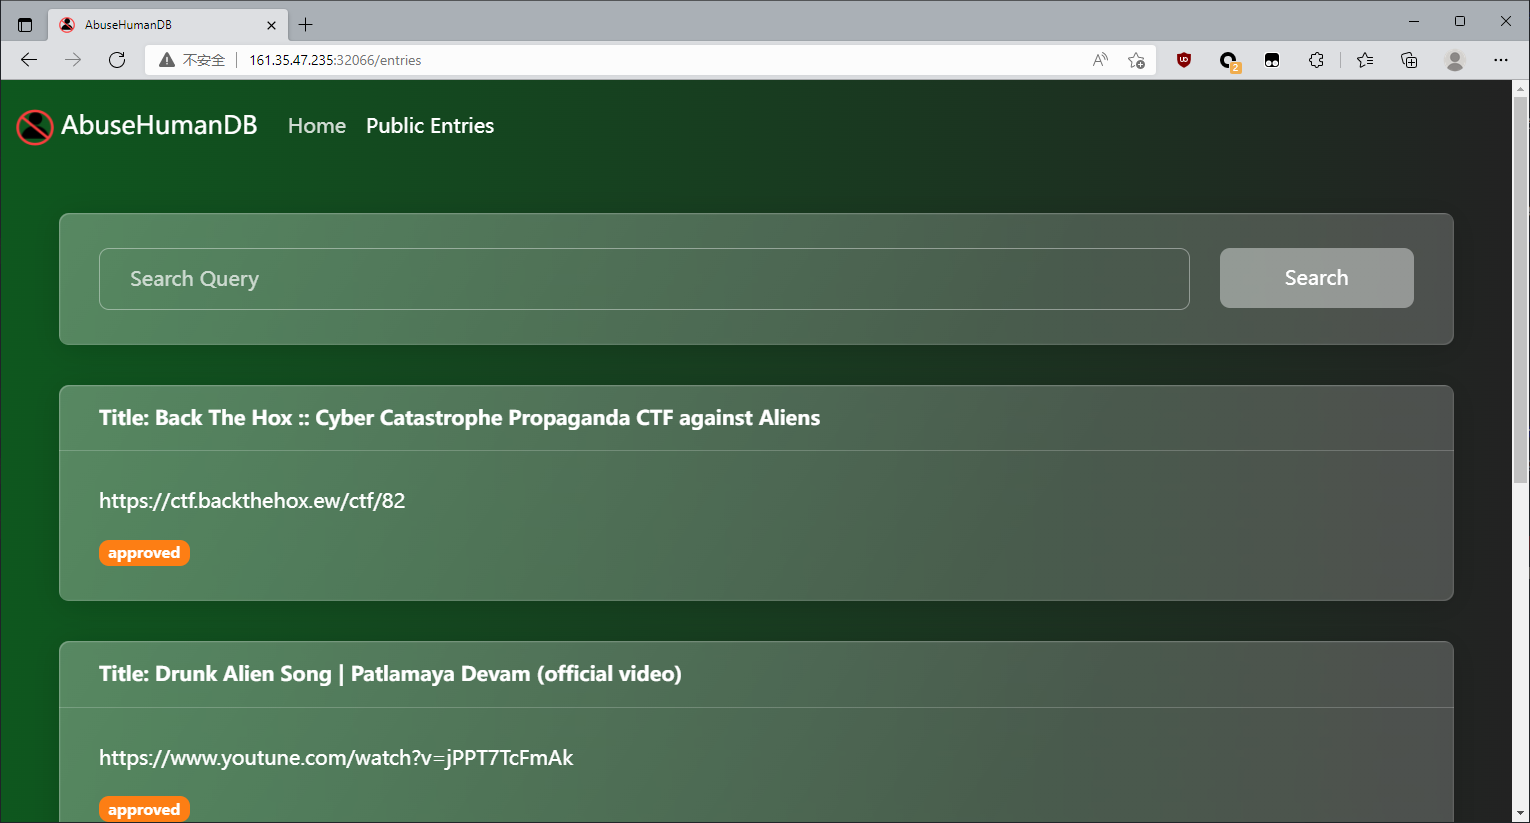 AbuseHumanDB
不安全 161.35.47.235:32066/entries
2
AbuseHumanDB Home Public Entries
Search Query Search
Title: Back The Hox :: Cyber Catastrophe Propaganda CTF against Aliens
https://ctf.backthehox.ew/ctf/82
approved
Title: Drunk Alien Song | Patlamaya Devam (official video)
https://www.youtune.com/watch?v=jPPT7TcFmAk
approved